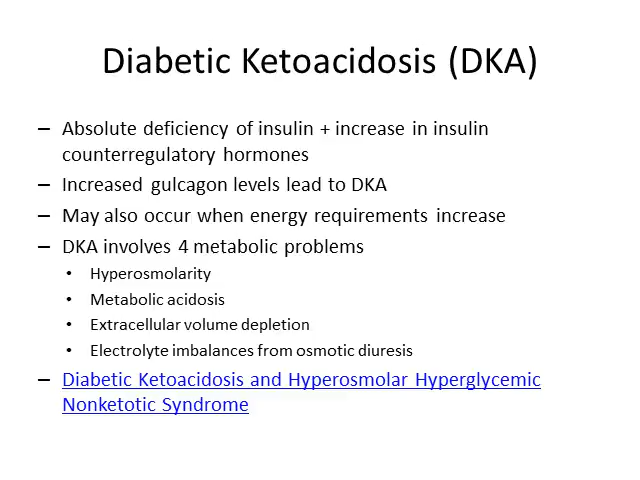 Diabetic Ketoacidosis (DKA)
– Absolute deficiency of insulin + increase in insulin
counterregulatory hormones
– Increased gulcagon levels lead to DKA
– May also occur when energy requirements increase
– DKA involves 4 metabolic problems
• Hyperosmolarity
• Metabolic acidosis
• Extracellular volume depletion
• Electrolyte imbalances from osmotic diuresis
– Diabetic Ketoacidosis and Hyperosmolar Hyperglycemic
Nonketotic Syndrome